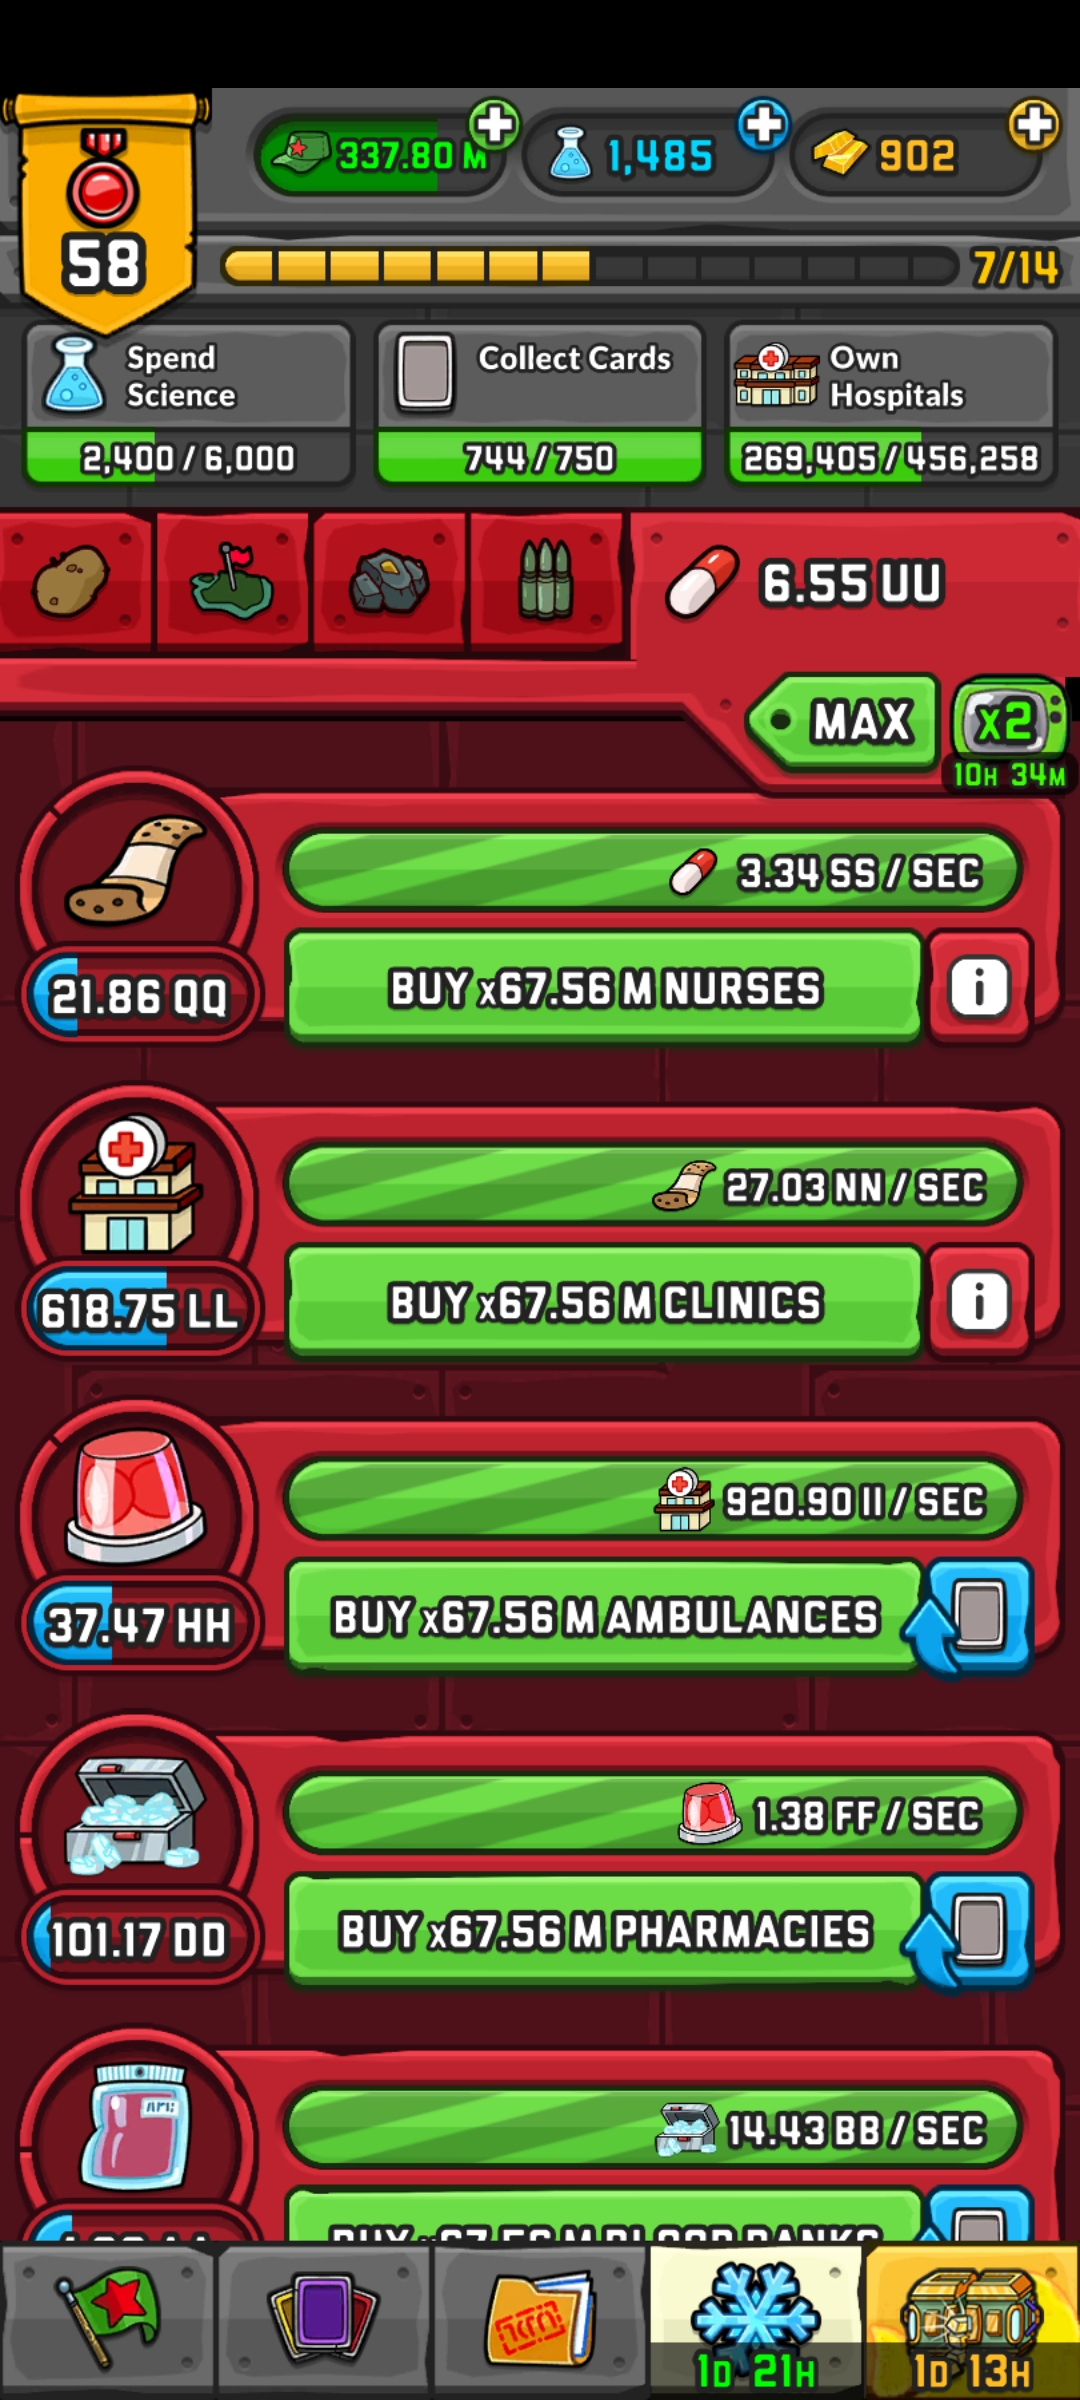 337.80 M
1,485
902
58
7/14
Spend
Science
2,400 / 6,000
Collect Cards
744 / 750
Own
Hospitals
269,405 / 456,258
6.55 UU
MAX
x2
10H 34M
3.34 SS / SEC
21.86 QQ
BUY x67.56 M NURSES
i
27.03 NN / SEC
618.75 LL
BUY x67.56 M CLINICS
i
920.90 II / SEC
37.47 HH
BUY x67.56 M AMBULANCES
1.38 FF / SEC
101.17 DD
BUY x67.56 M PHARMACIES
14.43 BB / SEC
BUY x67.56 M BLOOD BANKS
1D 21H
1D 13H